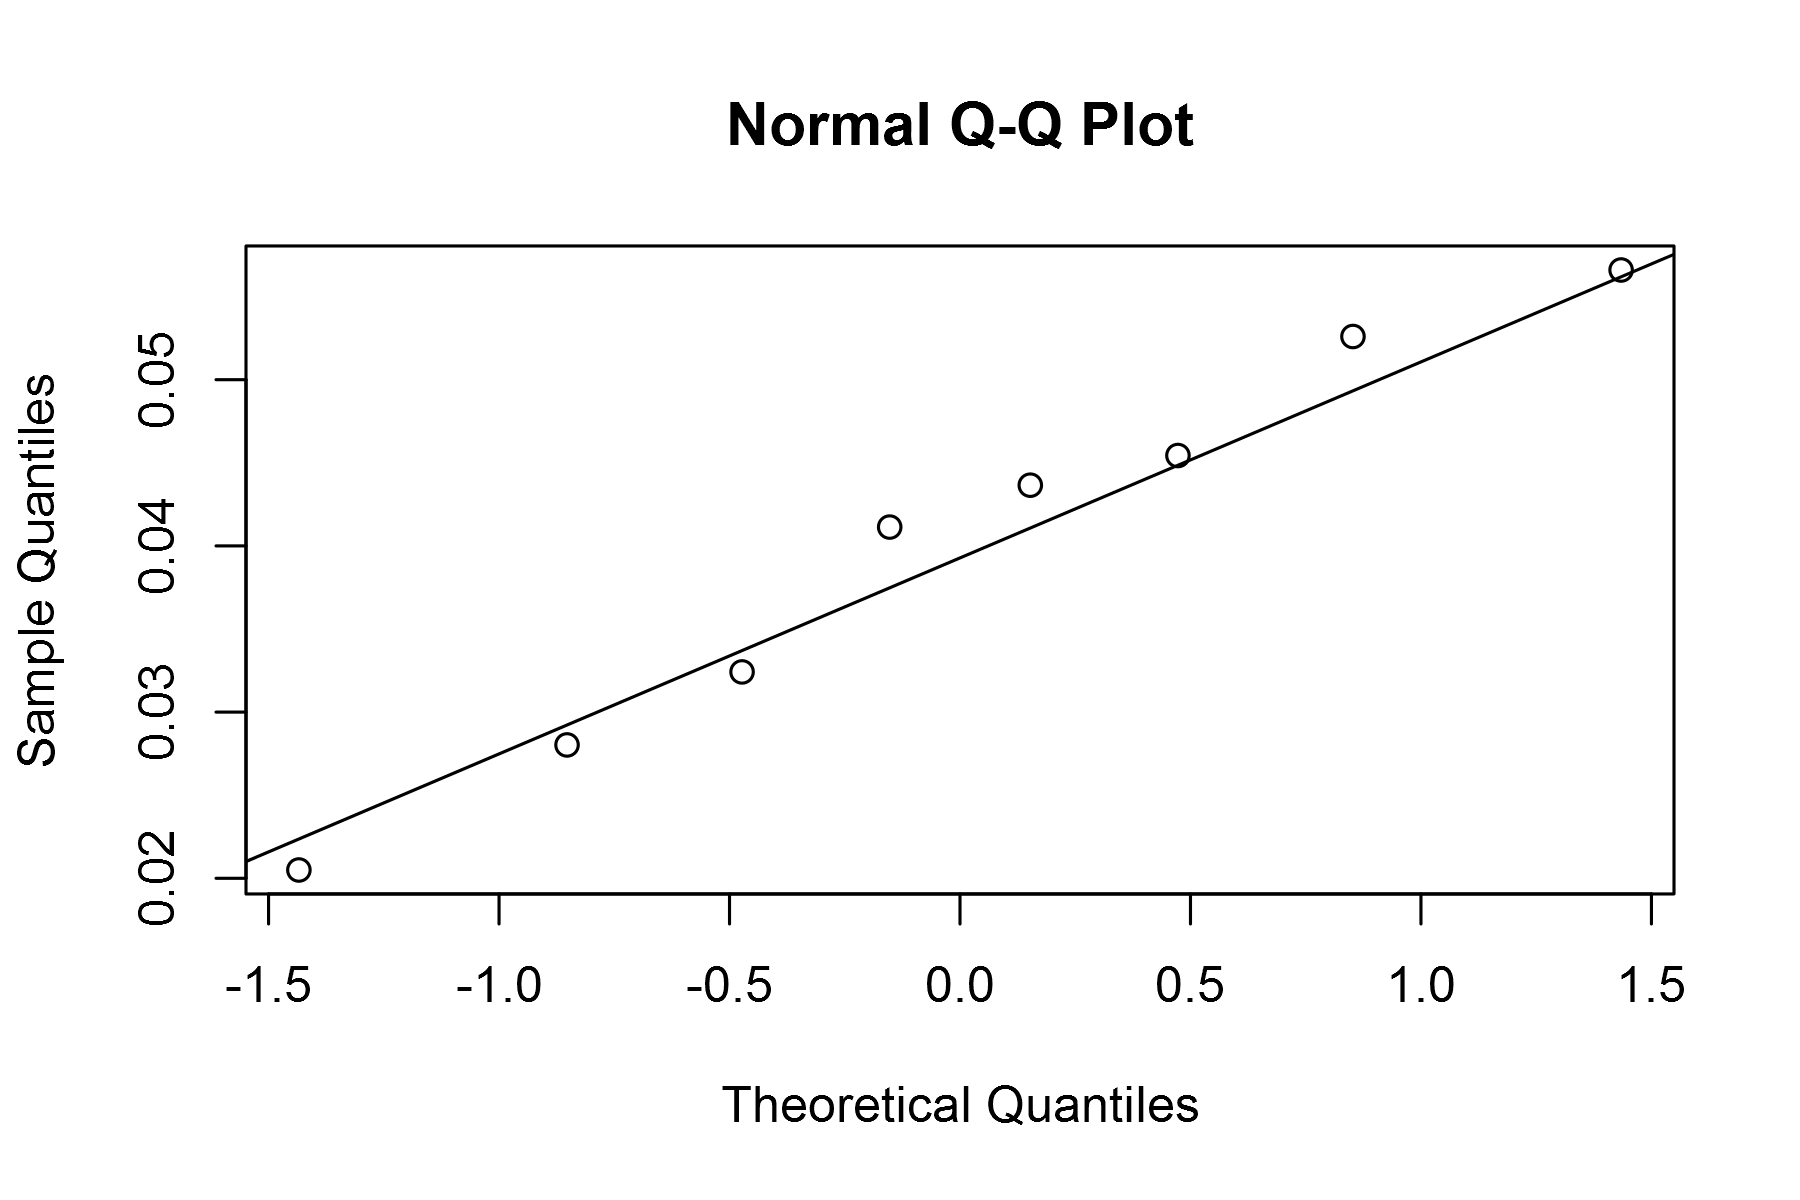 Normal Q-Q Plot
Sample Quantiles
0.05
0.04
0.03
0.02
-1.5 -1.0 -0.5 0.0 0.5 1.0 1.5
Theoretical Quantiles